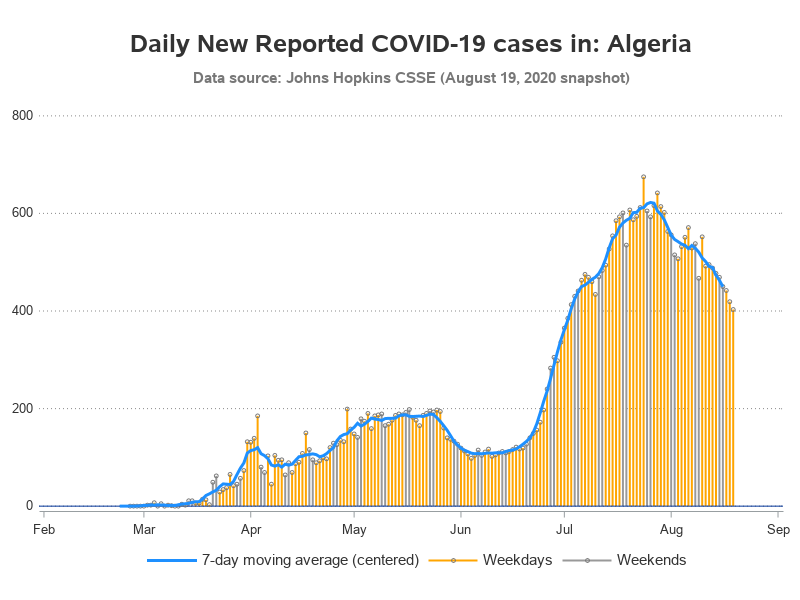 Daily New Reported COVID-19 cases in: Algeria
Data source: Johns Hopkins CSSE (August 19, 2020 snapshot)
800
600
400
200
0
Feb Mar Apr May Jun Jul Aug Sep
7-day moving average (centered) Weekdays Weekends